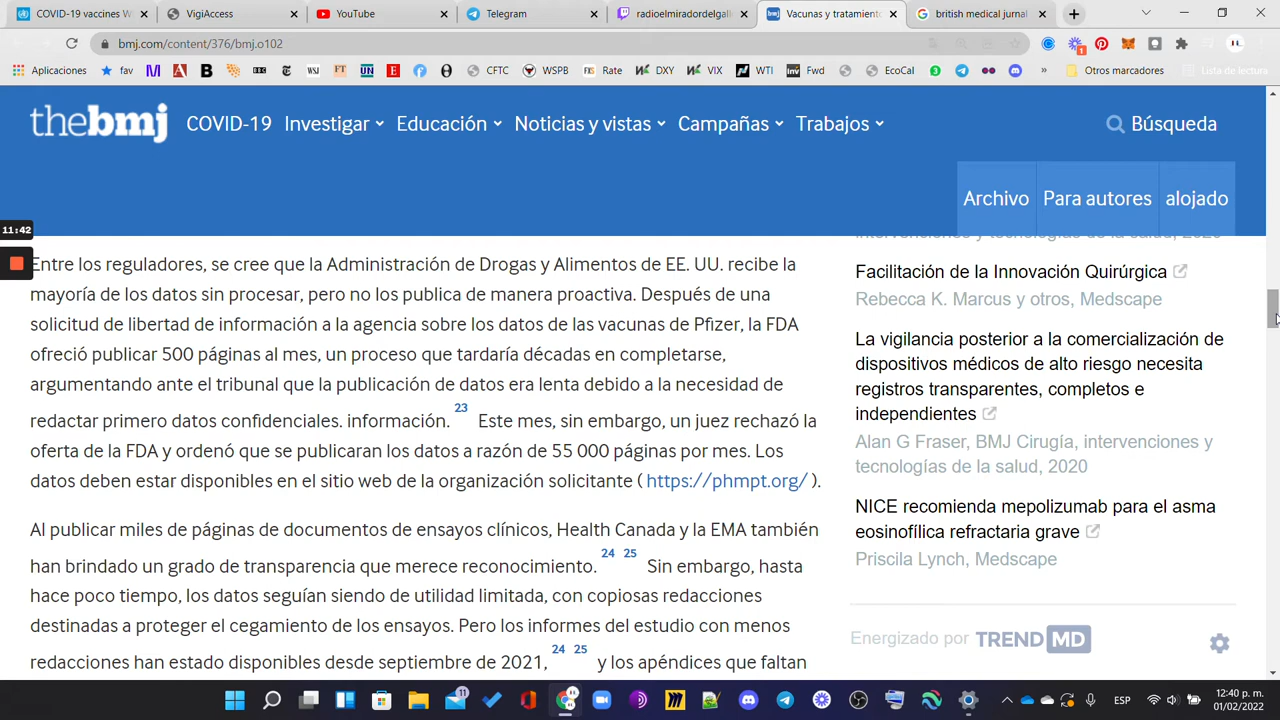 COVID-19 vaccines W
VigiAccess
YouTube
Telegram
radioelmiradordelgall
Vacunas y tratamiento
british medical jurnal
bmj.com/content/376/bmj.o102
Aplicaciones fav CFTC WSPB Rate DXY VIX WTI Fwd EcoCal Otros marcadores Lista de lectura
thebmj COVID-19 Investigar Educación Noticias y vistas Campañas Trabajos Búsqueda
Archivo Para autores alojado
11:42
Entre los reguladores, se cree que la Administración de Drogas y Alimentos de EE. UU. recibe la
mayoría de los datos sin procesar, pero no los publica de manera proactiva. Después de una
solicitud de libertad de información a la agencia sobre los datos de las vacunas de Pfizer, la FDA
ofreció publicar 500 páginas al mes, un proceso que tardaría décadas en completarse,
argumentando ante el tribunal que la publicación de datos era lenta debido a la necesidad de
redactar primero datos confidenciales. información. 23 Este mes, sin embargo, un juez rechazó la
oferta de la FDA y ordenó que se publicaran los datos a razón de 55 000 páginas por mes. Los
datos deben estar disponibles en el sitio web de la organización solicitante ( https://phmpt.org/ ).
Al publicar miles de páginas de documentos de ensayos clínicos, Health Canada y la EMA también
han brindado un grado de transparencia que merece reconocimiento. 24 25 Sin embargo, hasta
hace poco tiempo, los datos seguían siendo de utilidad limitada, con copiosas redacciones
destinadas a proteger el cegamiento de los ensayos. Pero los informes del estudio con menos
redacciones han estado disponibles desde septiembre de 2021, 24 25 y los apéndices que faltan
intervenciones y tecnologías de la salud, 2020
Facilitación de la Innovación Quirúrgica
Rebecca K. Marcus y otros, Medscape
La vigilancia posterior a la comercialización de
dispositivos médicos de alto riesgo necesita
registros transparentes, completos e
independientes
Alan G Fraser, BMJ Cirugía, intervenciones y
tecnologías de la salud, 2020
NICE recomienda mepolizumab para el asma
eosinofílica refractaria grave
Priscila Lynch, Medscape
Energizado por TREND MD
11
ESP
12:40 p. m.
01/02/2022